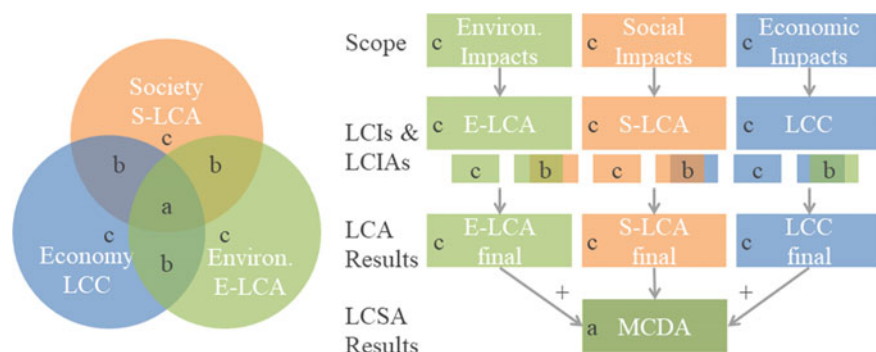 Society
S-LCA
c
b
b
a
c
c
Economy
LCC
b
Environ.
E-LCA
Scope
c
Environ.
Impacts
c
Social
Impacts
c
Economic
Impacts
LCIs &
LCIAs
c
E-LCA
c
S-LCA
c
LCC
c
b
c
b
c
b
LCA
Results
c
E-LCA
final
c
S-LCA
final
c
LCC
final
+
+
LCSA
Results
a
MCDA